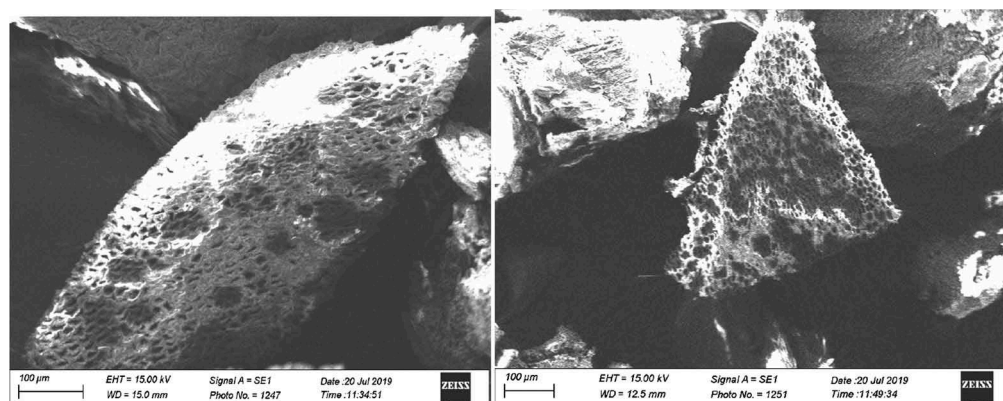 100 µm
EHT = 15.00 kV
WD = 15.0 mm
Signal A = SE1
Photo No. = 1247
Date :20 Jul 2019
Time :11:34:51
ZEISS
100 µm
EHT = 15.00 kV
WD = 12.5 mm
Signal A = SE1
Photo No. = 1251
Date :20 Jul 2019
Time :11:49:34
ZEISS